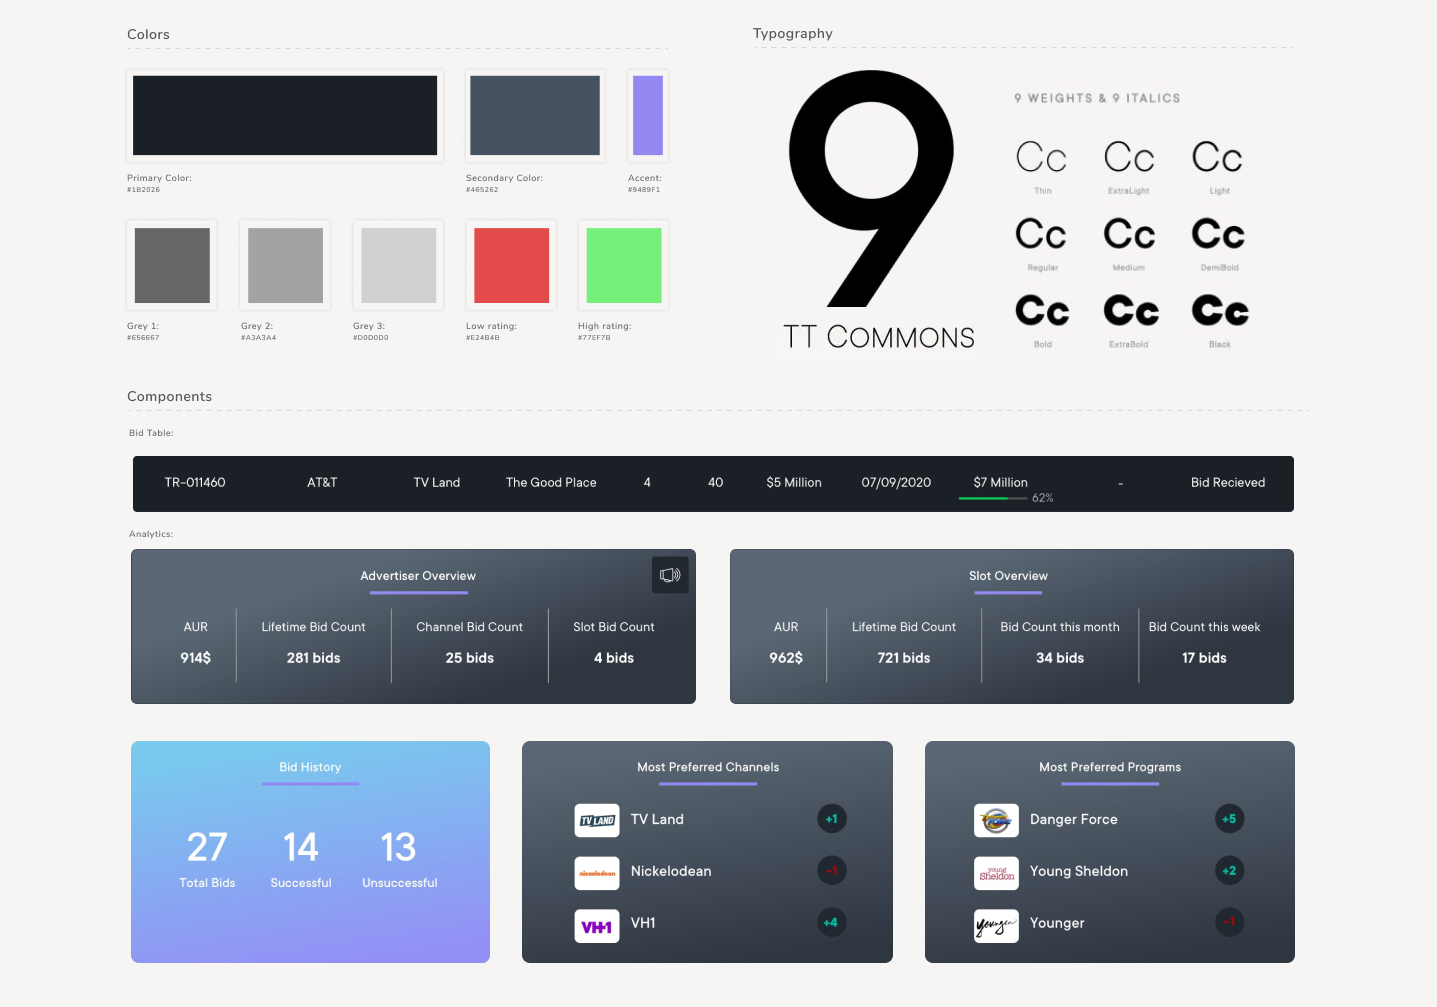 Colors
Primary Color:
#1B2026
Secondary Color:
#465262
Accent:
#9489F1
Grey 1:
#656667
Grey 2:
#A3A3A4
Grey 3:
#D0D0D0
Low rating:
#E24B4B
High rating:
#77EF7B
Typography
9
TT COMMONS
9 WEIGHTS & 9 ITALICS
Cc Cc Cc
Thin ExtraLight Light
Cc Cc Cc
Regular Medium DemiBold
Cc Cc Cc
Bold ExtraBold Black
Components
Bid Table:
TR-011460 AT&T TV Land The Good Place 4 40 $5 Million 07/09/2020 $7 Million - Bid Recieved
62%
Analytics:
Advertiser Overview
AUR Lifetime Bid Count Channel Bid Count Slot Bid Count
914$ 281 bids 25 bids 4 bids
Slot Overview
AUR Lifetime Bid Count Bid Count this month Bid Count this week
962$ 721 bids 34 bids 17 bids
Bid History
27 14 13
Total Bids Successful Unsuccessful
Most Preferred Channels
TV LAND TV Land +1
nickelodeon Nickelodean -1
VH1 VH1 +4
Most Preferred Programs
Danger Force Danger Force +5
young Sheldon Young Sheldon +2
younger Younger -1